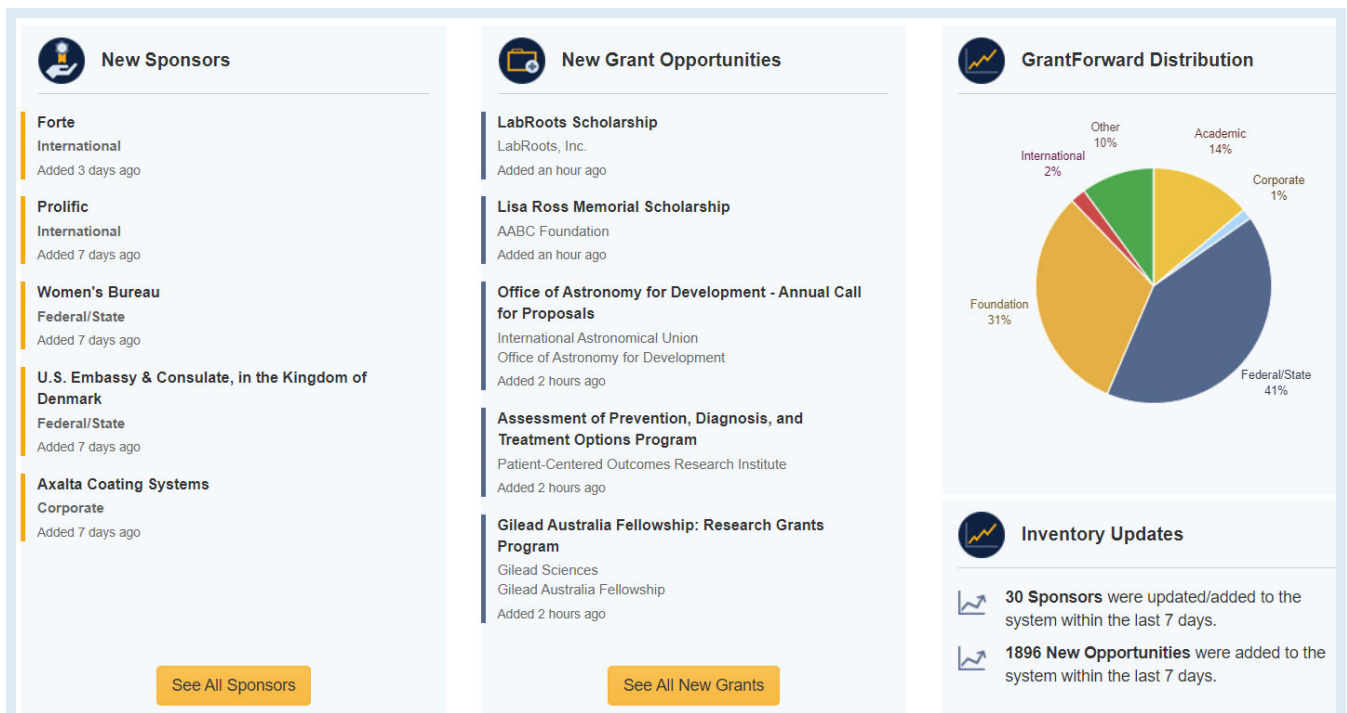 New Sponsors
Forte
International
Added 3 days ago
Prolific
International
Added 7 days ago
Women's Bureau
Federal/State
Added 7 days ago
U.S. Embassy & Consulate, in the Kingdom of
Denmark
Federal/State
Added 7 days ago
Axalta Coating Systems
Corporate
Added 7 days ago
See All Sponsors
New Grant Opportunities
LabRoots Scholarship
LabRoots, Inc.
Added an hour ago
Lisa Ross Memorial Scholarship
AABC Foundation
Added an hour ago
Office of Astronomy for Development - Annual Call
for Proposals
International Astronomical Union
Office of Astronomy for Development
Added 2 hours ago
Assessment of Prevention, Diagnosis, and
Treatment Options Program
Patient-Centered Outcomes Research Institute
Added 2 hours ago
Gilead Australia Fellowship: Research Grants
Program
Gilead Sciences
Gilead Australia Fellowship
Added 2 hours ago
See All New Grants
GrantForward Distribution
Other
10%
Academic
14%
International
2%
Corporate
1%
Foundation
31%
Federal/State
41%
Inventory Updates
30 Sponsors were updated/added to the
system within the last 7 days.
1896 New Opportunities were added to the
system within the last 7 days.